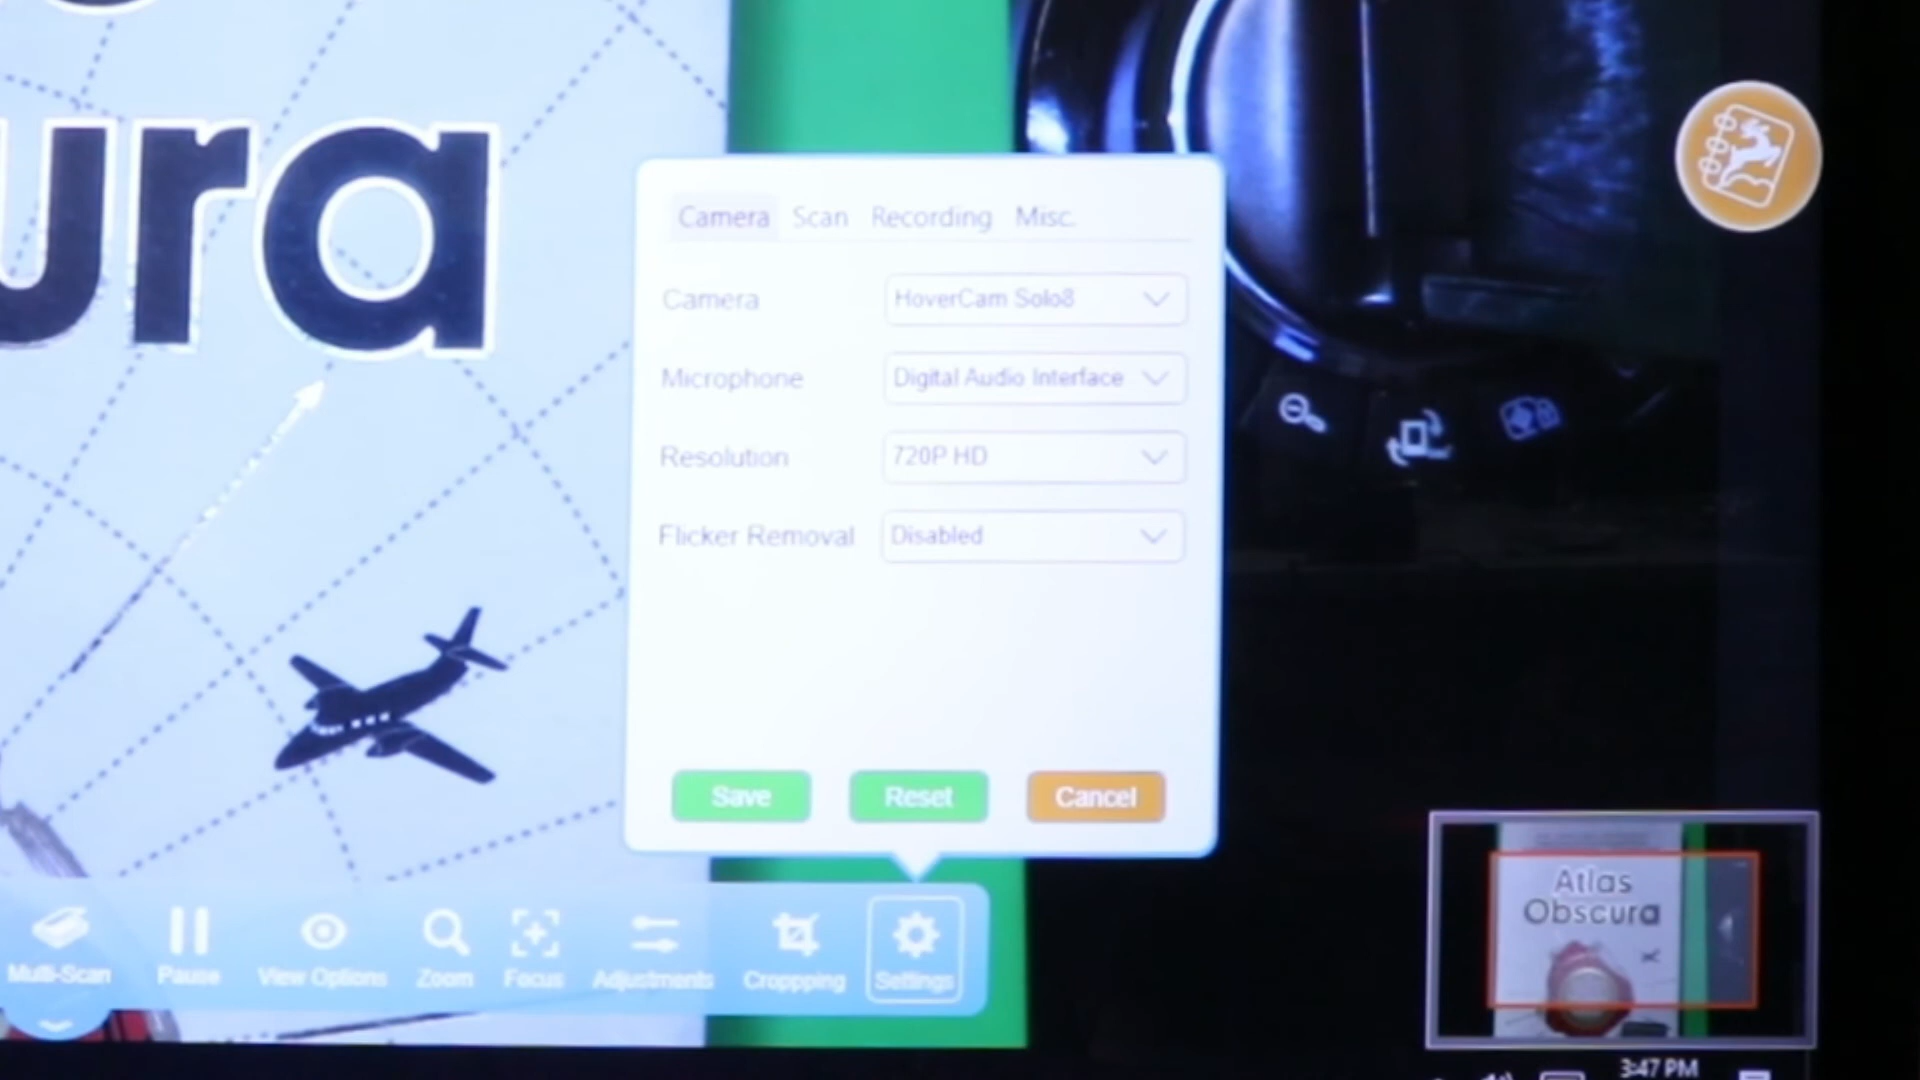 ura
Camera Scan Recording Misc.
Camera HoverCam Solo8
Microphone Digital Audio Interface
Resolution 720P HD
Flicker Removal Disabled
Save Reset Cancel
Multi-Scan Pause View Options Zoom Focus Adjustments Croppping Settings
Atlas
Obscura
3:47 PM